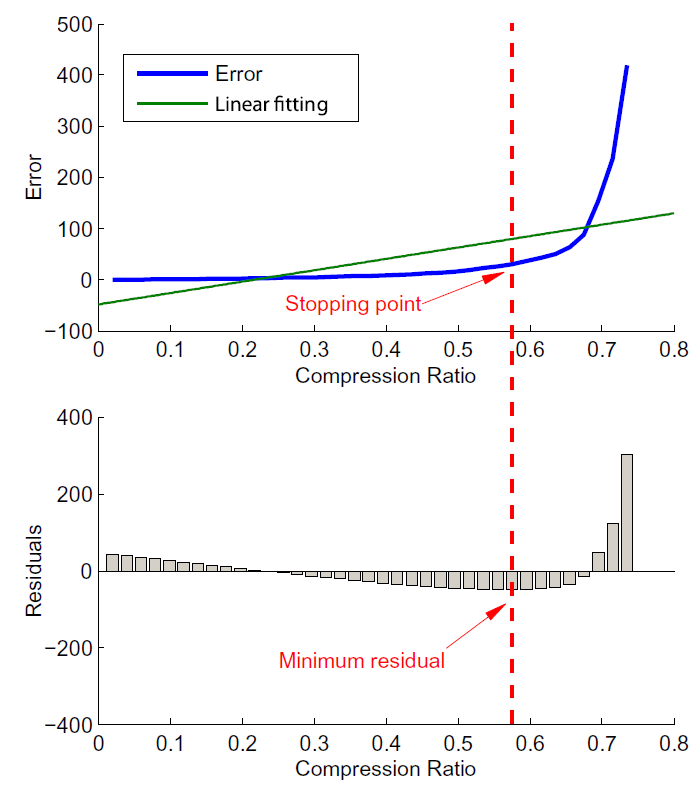 500
400
300
200
100
0
−100
Error
Error
Linear fitting
Stopping point
0 0.1 0.2 0.3 0.4 0.5 0.6 0.7 0.8
Compression Ratio
400
200
0
−200
−400
Residuals
Minimum residual
0 0.1 0.2 0.3 0.4 0.5 0.6 0.7 0.8
Compression Ratio